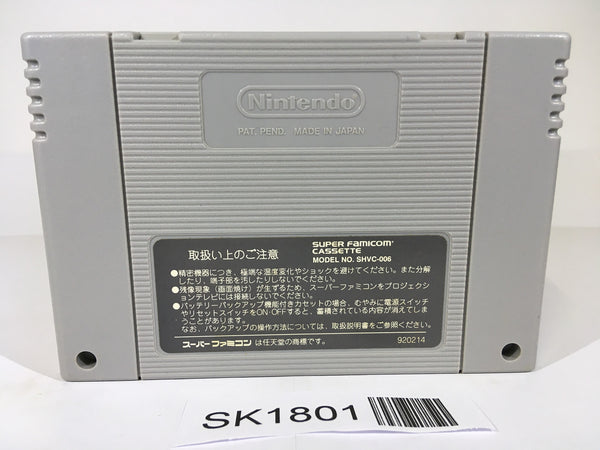 Nintendo
PAT. PEND. MADE IN JAPAN
取扱い上のご注意
SUPER FAMICOM
CASSETTE
MODEL NO. SHVC-006
●精密機器につき、極端な温度変化やショックを避けてください。また分解
したり、端子部を汚したりしないでください。
●残像現象(画面焼け)が生ずるため、スーパーファミコンをプロジェクシ
ョンテレビには接続しないでください。
●バッテリーバックアップ機能付きカセットの場合、むやみに電源スイッチ
やリセットスイッチをON・OFFすると、蓄積されている内容が消えてしま
うことがあります。
なお、バックアップの操作方法については、取扱説明書をご参照ください。
スーパーファミコンは任天堂の商標です。
920214
SK1801